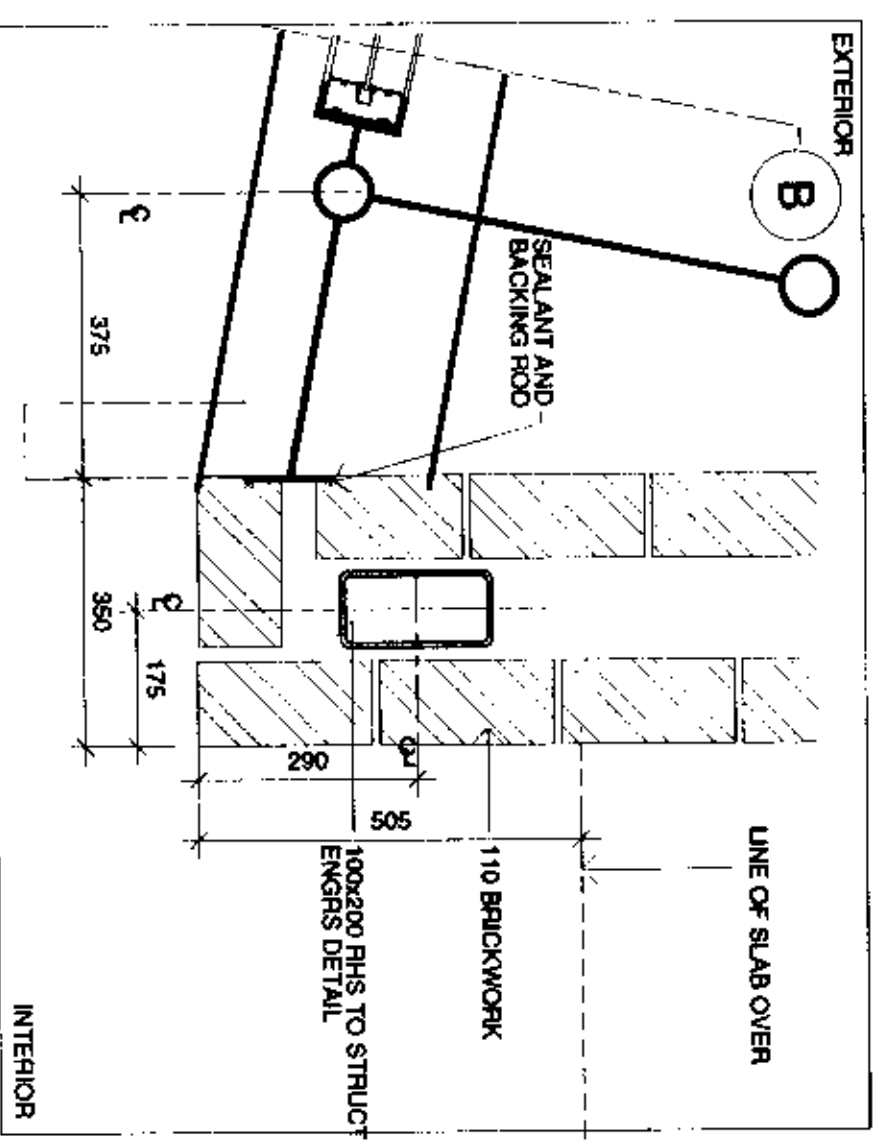 EXTERIOR
B
SEALANT AND
BACKING ROD
375
350
175
290
505
LINE OF SLAB OVER
110 BRICKWORK
100x200 RHS TO STRUCT
ENGRS DETAIL
INTERIOR